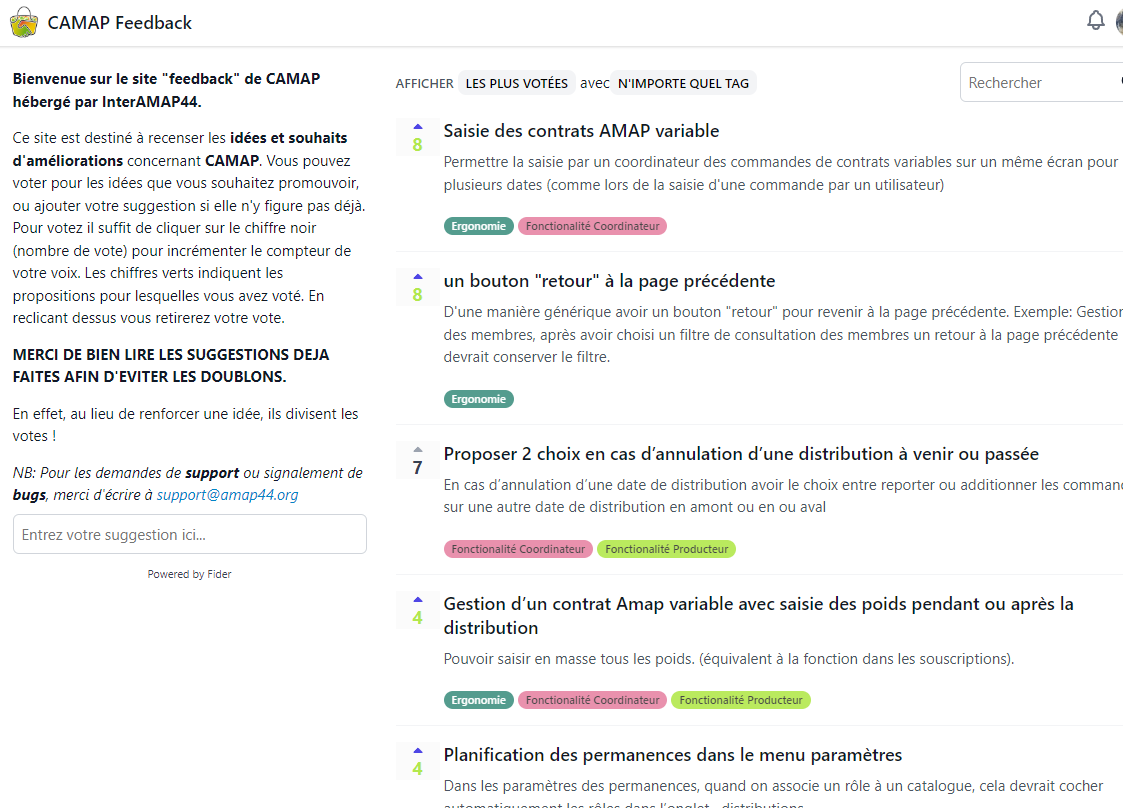 CAMAP Feedback
Bienvenue sur le site "feedback" de CAMAP
hébergé par InterAMAP44.
Ce site est destiné à recenser les idées et souhaits
d'améliorations concernant CAMAP. Vous pouvez
voter pour les idées que vous souhaitez promouvoir,
ou ajouter votre suggestion si elle n'y figure pas déjà.
Pour votez il suffit de cliquer sur le chiffre noir
(nombre de vote) pour incrémenter le compteur de
votre voix. Les chiffres verts indiquent les
propositions pour lesquelles vous avez voté. En
reclicant dessus vous retirerez votre vote.
MERCI DE BIEN LIRE LES SUGGESTIONS DEJA
FAITES AFIN D'EVITER LES DOUBLONS.
En effet, au lieu de renforcer une idée, ils divisent les
votes !
NB: Pour les demandes de support ou signalement de
bugs, merci d'écrire à support@amap44.org
Entrez votre suggestion ici...
Powered by Fider
AFFICHER LES PLUS VOTÉES avec N'IMPORTE QUEL TAG
Rechercher
8 Saisie des contrats AMAP variable
Permettre la saisie par un coordinateur des commandes de contrats variables sur un même écran pour
plusieurs dates (comme lors de la saisie d'une commande par un utilisateur)
Ergonomie Fonctionalité Coordinateur
8 un bouton "retour" à la page précédente
D'une manière générique avoir un bouton "retour" pour revenir à la page précédente. Exemple: Gestion
des membres, après avoir choisi un filtre de consultation des membres un retour à la page précédente
devrait conserver le filtre.
Ergonomie
7 Proposer 2 choix en cas d’annulation d’une distribution à venir ou passée
En cas d’annulation d’une date de distribution avoir le choix entre reporter ou additionner les comman
sur une autre date de distribution en amont ou en ou aval
Fonctionalité Coordinateur Fonctionalité Producteur
4 Gestion d’un contrat Amap variable avec saisie des poids pendant ou après la
distribution
Pouvoir saisir en masse tous les poids. (équivalent à la fonction dans les souscriptions).
Ergonomie Fonctionalité Coordinateur Fonctionalité Producteur
4 Planification des permanences dans le menu paramètres
Dans les paramètres des permanences, quand on associe un rôle à un catalogue, cela devrait cocher
automatiquement les rôles dans l'onglet distributions